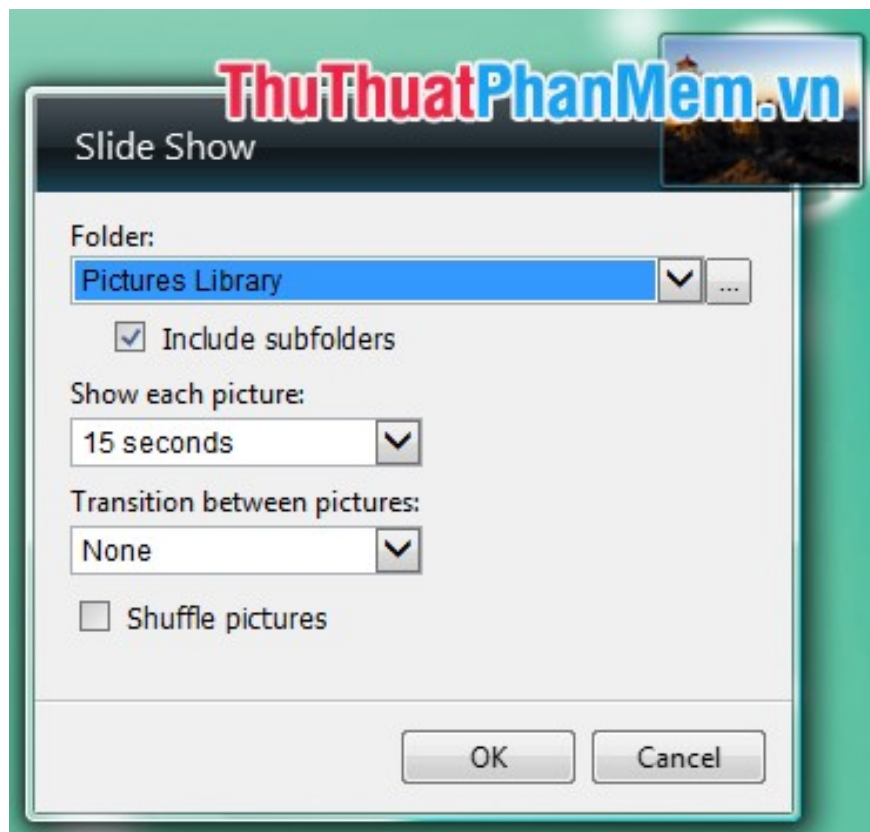 ThuThuatPhanMem.vn
Slide Show
Folder:
Pictures Library
...
Include subfolders
Show each picture:
15 seconds
Transition between pictures:
None
Shuffle pictures
OK
Cancel